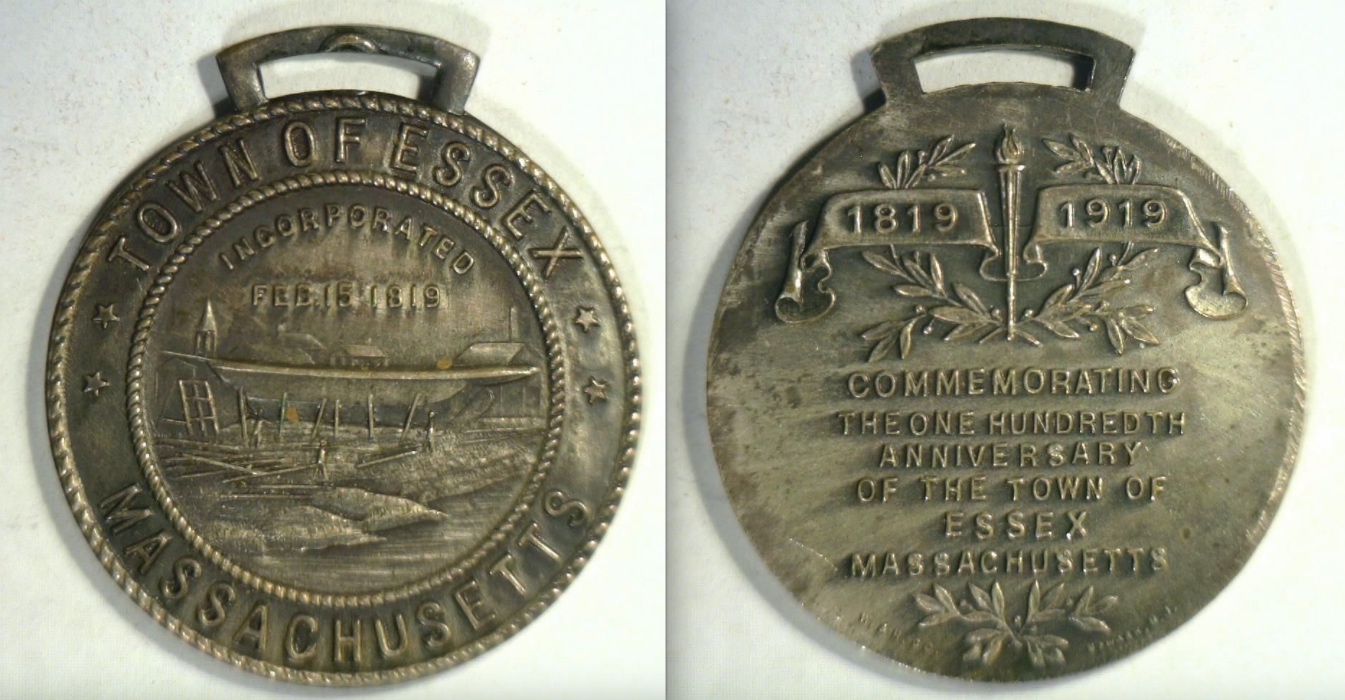 TOWN OF ESSEX
INCORPORATED
FEB. 15 1819
MASSACHUSETTS
1819 1919
COMMEMORATING
THE ONE HUNDREDTH
ANNIVERSARY
OF THE TOWN OF
ESSEX
MASSACHUSETTS